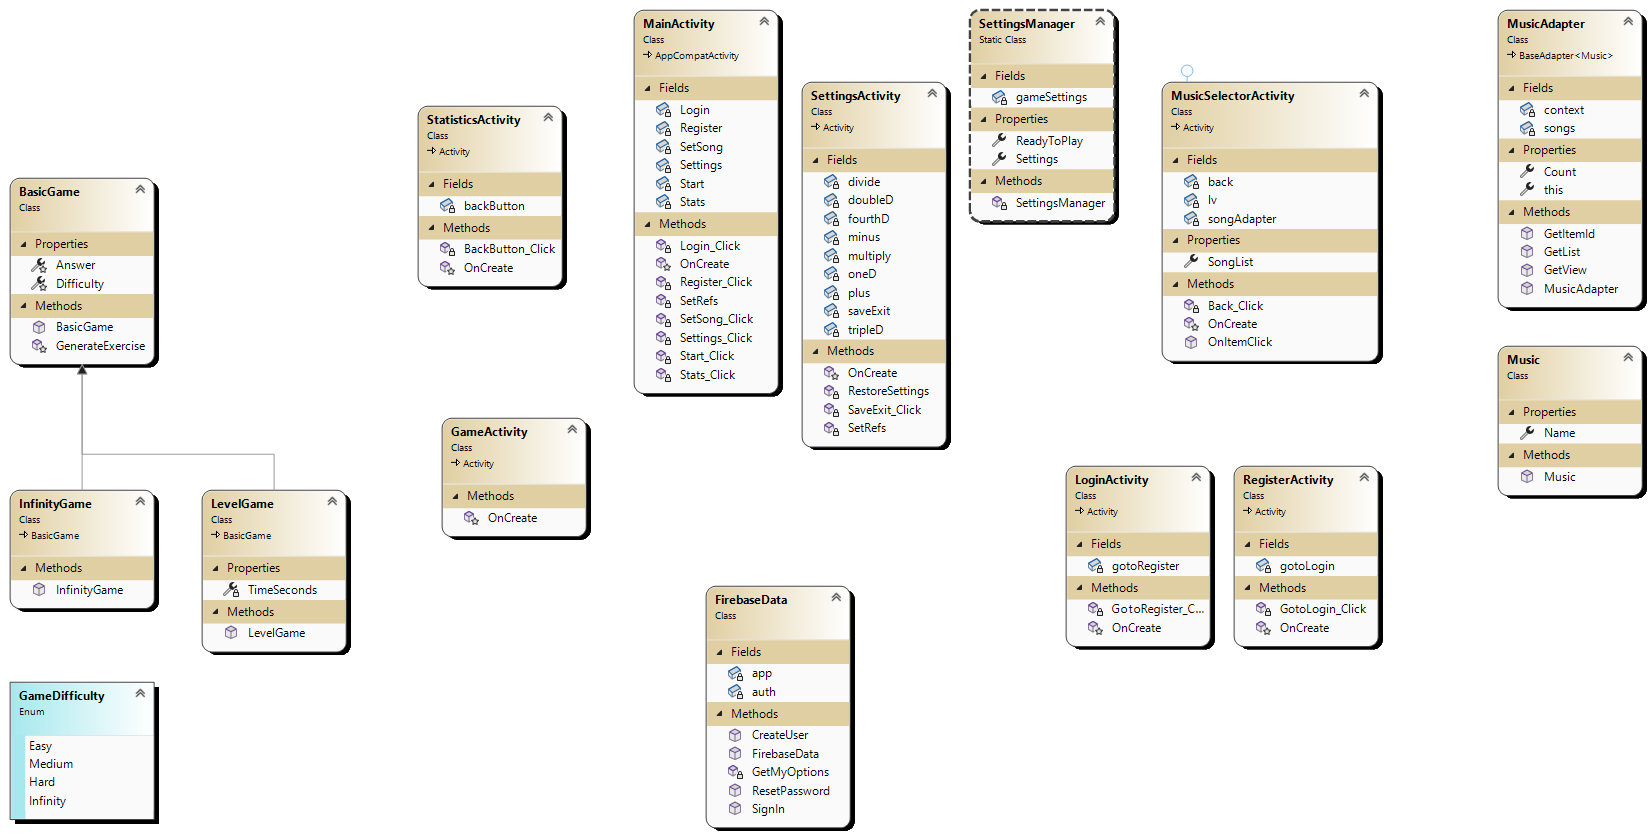 BasicGame
Class
Properties
Answer
Difficulty
Methods
BasicGame
GenerateExercise
InfinityGame
Class
BasicGame
Methods
InfinityGame
LevelGame
Class
BasicGame
Properties
TimeSeconds
Methods
LevelGame
GameDifficulty
Enum
Easy
Medium
Hard
Infinity
StatisticsActivity
Class
Activity
Fields
backButton
Methods
BackButton_Click
OnCreate
GameActivity
Class
Activity
Methods
OnCreate
MainActivity
Class
AppCompatActivity
Fields
Login
Register
SetSong
Settings
Start
Stats
Methods
Login_Click
OnCreate
Register_Click
SetRefs
SetSong_Click
Settings_Click
Start_Click
Stats_Click
SettingsActivity
Class
Activity
Fields
divide
doubleD
fourthD
minus
multiply
oneD
plus
saveExit
tripleD
Methods
OnCreate
RestoreSettings
SaveExit_Click
SetRefs
FirebaseData
Class
Fields
app
auth
Methods
CreateUser
FirebaseData
GetMyOptions
ResetPassword
SignIn
SettingsManager
Static Class
Fields
gameSettings
Properties
ReadyToPlay
Settings
Methods
SettingsManager
MusicSelectorActivity
Class
Activity
Fields
back
lv
songAdapter
Properties
SongList
Methods
Back_Click
OnCreate
OnItemClick
LoginActivity
Class
Activity
Fields
gotoRegister
Methods
GotoRegister_C...
OnCreate
RegisterActivity
Class
Activity
Fields
gotoLogin
Methods
GotoLogin_Click
OnCreate
MusicAdapter
Class
BaseAdapter<Music>
Fields
context
songs
Properties
Count
this
Methods
GetItemId
GetList
GetView
MusicAdapter
Music
Class
Properties
Name
Methods
Music